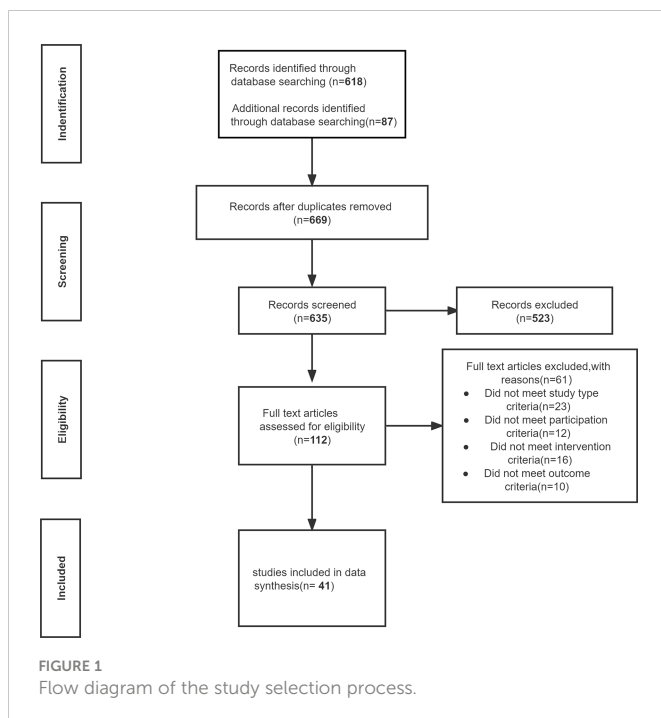 Indentification
Records identified through
database searching (n=618)
Additional records identified
through database searching(n=87)
Records after duplicates removed
(n=669)
Screening
Records screened
(n=635)
Records excluded
(n=523)
Eligibility
Full text articles
assessed for eligibility
(n=112)
Full text articles excluded,with
reasons(n=61)
● Did not meet study type
criteria(n=23)
● Did not meet participation
criteria(n=12)
● Did not meet intervention
criteria(n=16)
● Did not meet outcome
criteria(n=10)
Included
studies included in data
synthesis(n= 41)
FIGURE 1
Flow diagram of the study selection process.